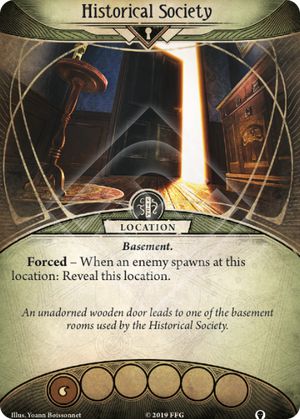 Historical Society
LOCATION
Basement.
Forced – When an enemy spawns at this
location: Reveal this location.
An unadorned wooden door leads to one of the basement
rooms used by the Historical Society.
Illus. Yoann Boissonnet
© 2019 FFG